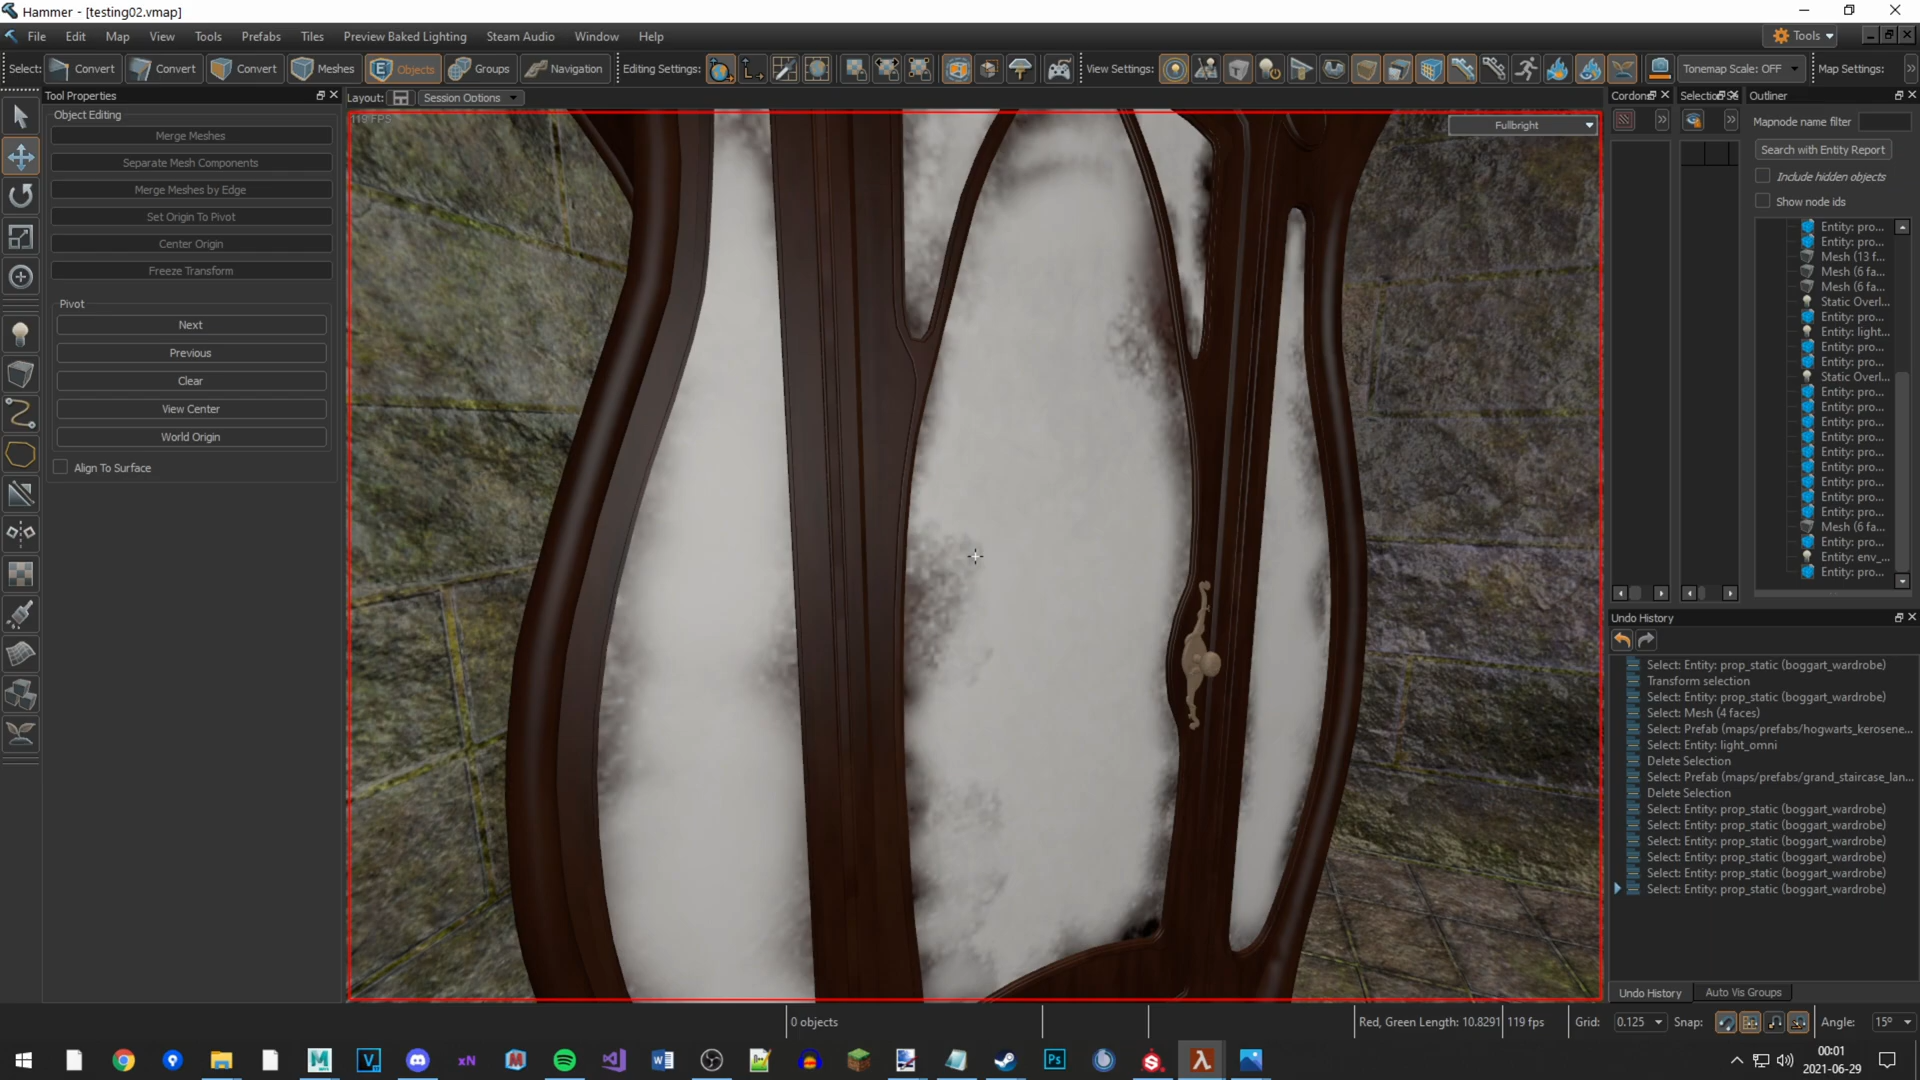 Hammer - [testing02.vmap]
File Edit Map View Tools Prefabs Tiles Preview Baked Lighting Steam Audio Window Help
Tools
Select: Convert Convert Convert Meshes Objects Groups Navigation Editing Settings: View Settings: Tonemap Scale: OFF Map Settings:
Tool Properties
Layout: Session Options
Object Editing
Merge Meshes
Separate Mesh Components
Merge Meshes by Edge
Set Origin To Pivot
Center Origin
Freeze Transform
Pivot
Next
Previous
Clear
View Center
World Origin
Align To Surface
119 FPS
Fullbright
Cordons
Selection Se
Outliner
Mapnode name filter
Search with Entity Report
Include hidden objects
Show node ids
Entity: pro...
Entity: pro...
Mesh (13 f...
Mesh (6 fa...
Mesh (6 fa...
Static Overl...
Entity: pro...
Entity: light...
Entity: pro...
Entity: pro...
Static Overl...
Entity: pro...
Entity: pro...
Entity: pro...
Entity: pro...
Entity: pro...
Entity: pro...
Entity: pro...
Entity: pro...
Entity: pro...
Mesh (6 fa...
Entity: pro...
Entity: env_...
Entity: pro...
Undo History
Select: Entity: prop_static (boggart_wardrobe)
Transform selection
Select: Entity: prop_static (boggart_wardrobe)
Select: Mesh (4 faces)
Select: Prefab (maps/prefabs/hogwarts_kerosene...
Select: Entity: light_omni
Delete Selection
Select: Prefab (maps/prefabs/grand_staircase_lan...
Delete Selection
Select: Entity: prop_static (boggart_wardrobe)
Select: Entity: prop_static (boggart_wardrobe)
Select: Entity: prop_static (boggart_wardrobe)
Select: Entity: prop_static (boggart_wardrobe)
Select: Entity: prop_static (boggart_wardrobe)
Select: Entity: prop_static (boggart_wardrobe)
Undo History Auto Vis Groups
0 objects
Red, Green Length: 10.8291 119 fps Grid: 0.125 Snap: Angle: 15°
00:01
2021-06-29